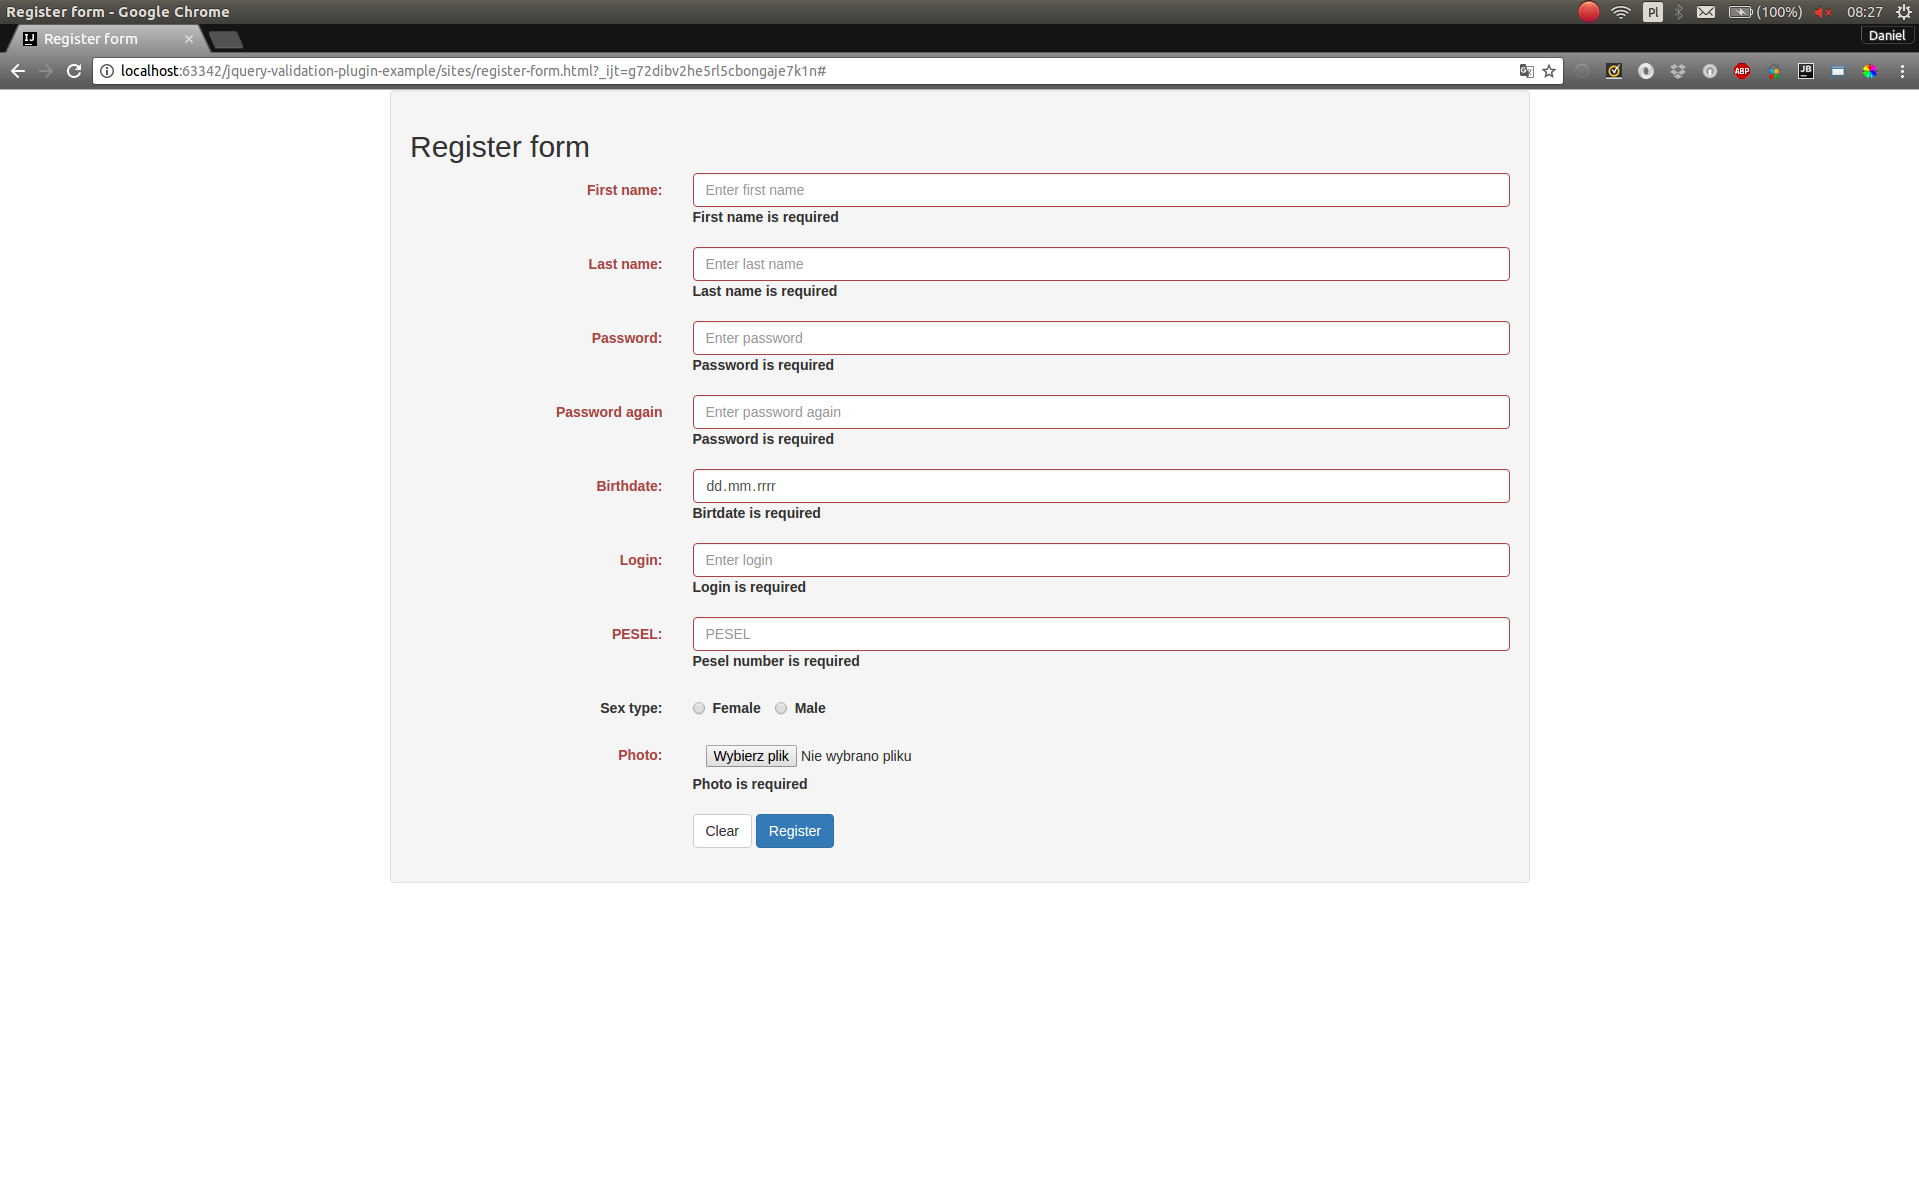 Register form - Google Chrome
Pl (100%) 08:27
IJ Register form × Daniel
localhost:63342/jquery-validation-plugin-example/sites/register-form.html?_ijt=g72dibv2he5rl5cbongaje7k1n#
ABP JB
Register form
First name: Enter first name
First name is required
Last name: Enter last name
Last name is required
Password: Enter password
Password is required
Password again Enter password again
Password is required
Birthdate: dd.mm.rrrr
Birtdate is required
Login: Enter login
Login is required
PESEL: PESEL
Pesel number is required
Sex type: Female Male
Photo: Wybierz plik Nie wybrano pliku
Photo is required
Clear Register